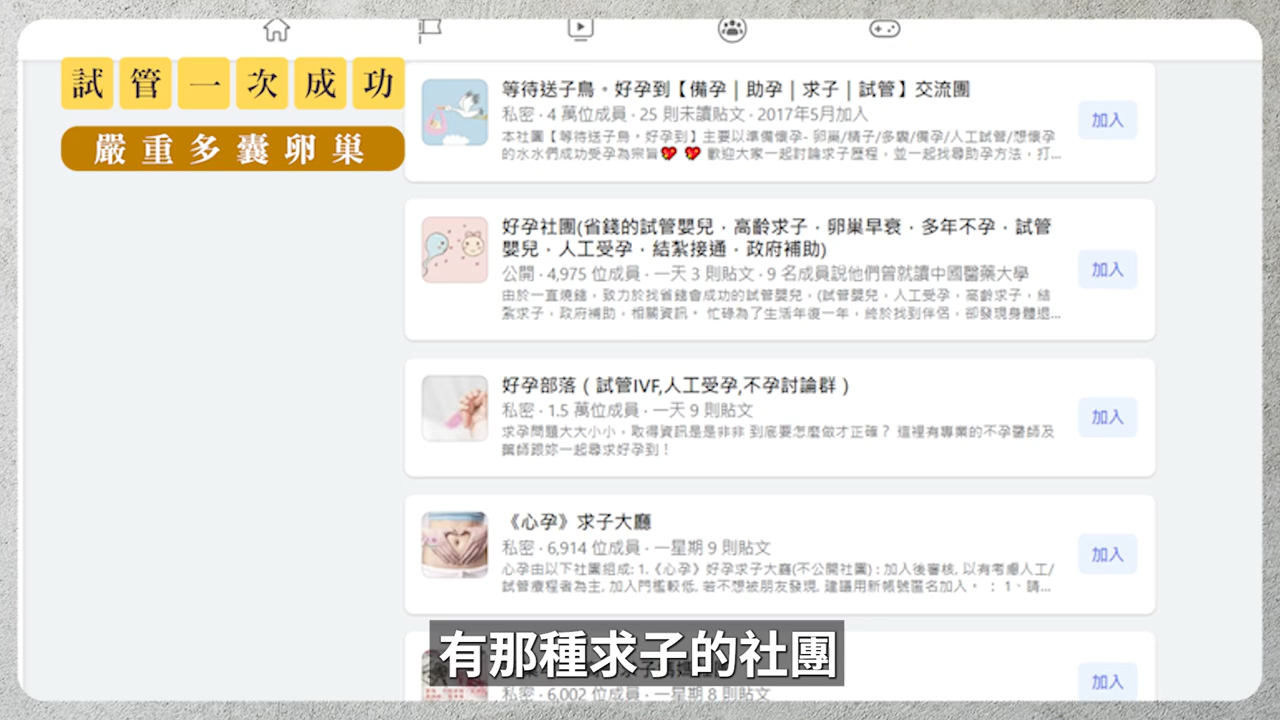 試管一次成功
嚴重多囊卵巢
等待送子鳥。好孕到【備孕|助孕|求子|試管】交流團
私密 · 4 萬位成員 · 25 則未讀貼文 · 2017年5月加入
本社團【等待送子鳥。好孕到】主要以準備懷孕- 卵巢/精子/多囊/備孕/人工試管/想懷孕
的水水們成功受孕為宗旨💖 💖 歡迎大家一起討論求子歷程，並一起找尋助孕方法，打...
加入
好孕社團(省錢的試管嬰兒．高齡求子．卵巢早衰．多年不孕．試管
嬰兒．人工受孕．結紮接通．政府補助)
公開 · 4,975 位成員 · 一天 3 則貼文 · 9 名成員說他們曾就讀中國醫藥大學
由於一直燒錢，致力於找省錢會成功的試管嬰兒，(試管嬰兒，人工受孕，高齡求子，結
紮求子，政府補助，相關資訊。 忙碌為了生活年復一年，終於找到伴侶，卻發現身體退...
加入
好孕部落（試管IVF,人工受孕,不孕討論群）
私密 · 1.5 萬位成員 · 一天 9 則貼文
求孕問題大大小小，取得資訊是是非非 到底要怎麼做才正確？ 這裡有專業的不孕醫師及
藥師跟妳一起尋求好孕到！
加入
《心孕》求子大廳
私密 · 6,914 位成員 · 一星期 9 則貼文
心孕由以下社團組成: 1.《心孕》好孕求子大廳(不公開社團) : 加入後審核, 以有考慮人工/
試管療程者為主, 加入門檻較低, 若不想被朋友發現, 建議用新帳號匿名加入。 ： 1、請...
加入
有那種求子的社團
私密 · 6,002 位成員 · 一星期 8 則貼文
加入